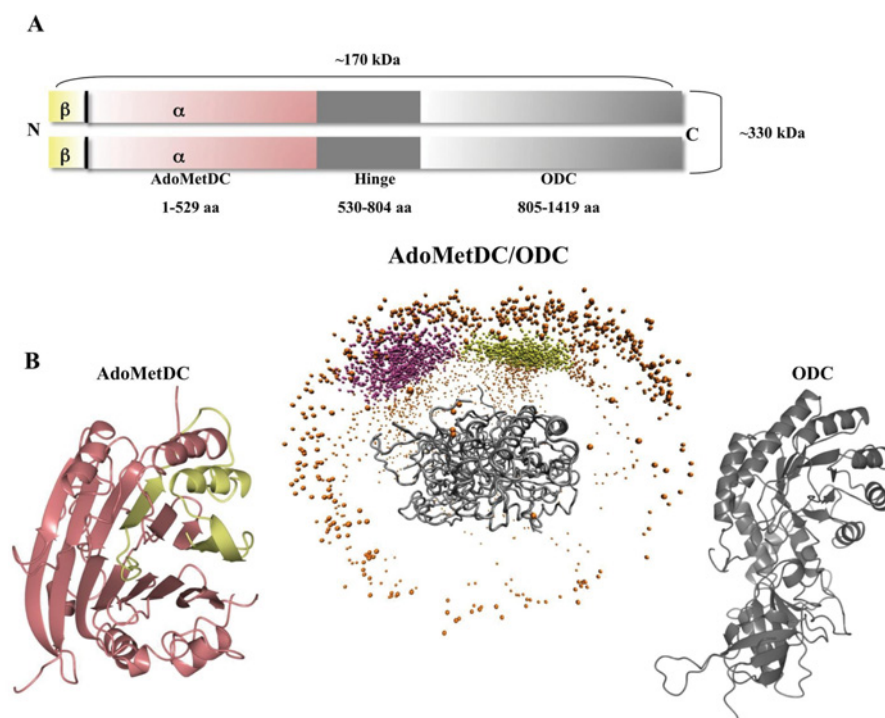 A
~170 kDa
β α
N C ~330 kDa
β α
AdoMetDC Hinge ODC
1-529 aa 530-804 aa 805-1419 aa
AdoMetDC/ODC
B
AdoMetDC ODC